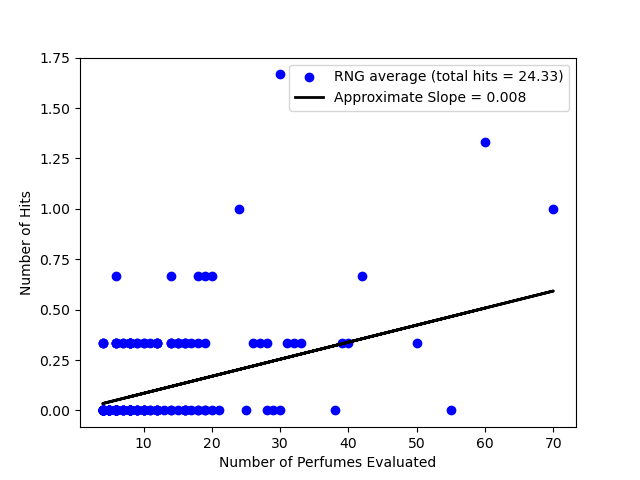 1.75
1.50
1.25
1.00
0.75
0.50
0.25
0.00
Number of Hits
RNG average (total hits = 24.33)
Approximate Slope = 0.008
10 20 30 40 50 60 70
Number of Perfumes Evaluated